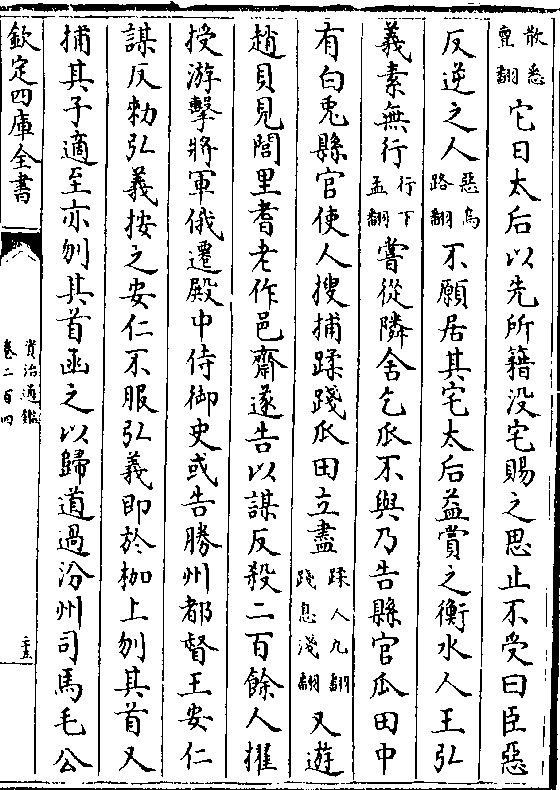 散悉
亶翻
它日太后以先所籍没宅賜之思止不受曰臣惡
反逆之人
惡烏
路翻
不願居其宅太后益賞之衡水人王弘
義素無行
行下
孟翻
嘗從隣舍乞瓜不與乃告縣官瓜田中
有白兎縣官使人搜捕蹂踐瓜田立盡
蹂人九翻
踐息淺翻
又遊
趙貝見閭里耆老作邑齋遂告以謀反殺二百餘人擢
授游擊將軍俄遷殿中侍御史或告勝州都督王安仁
謀反勑弘義按之安仁不服弘義即於枷上刎其首又
捕其子適至亦刎其首函之以歸道過汾州司馬毛公
欽定四庫全書
資治通鑑
卷二百四